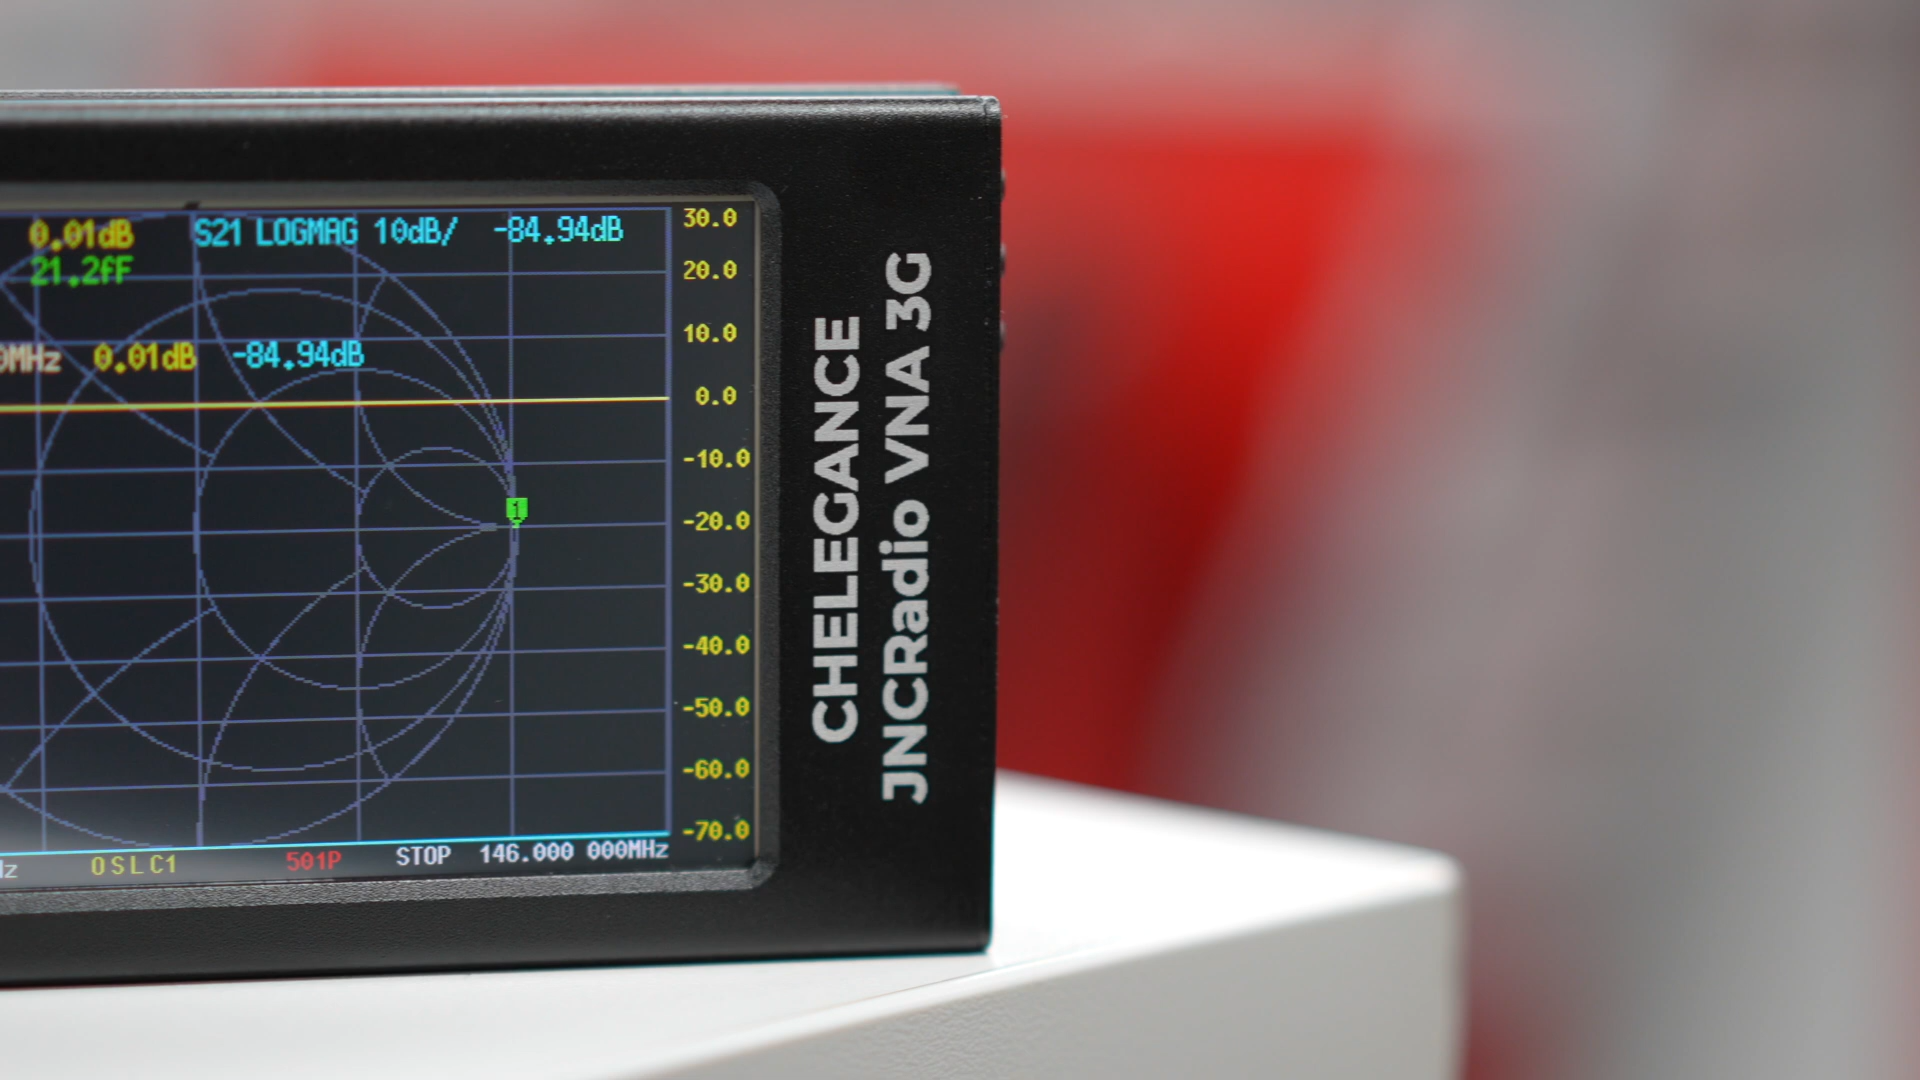 0.01dB S21 LOGMAG 10dB/ -84.94dB
21.2fF
0MHz 0.01dB -84.94dB
1
30.0
20.0
10.0
0.0
-10.0
-20.0
-30.0
-40.0
-50.0
-60.0
-70.0
Hz OSLC1 501P STOP 146.000 000MHz
CHELEGANCE
JNCRadio VNA 3G